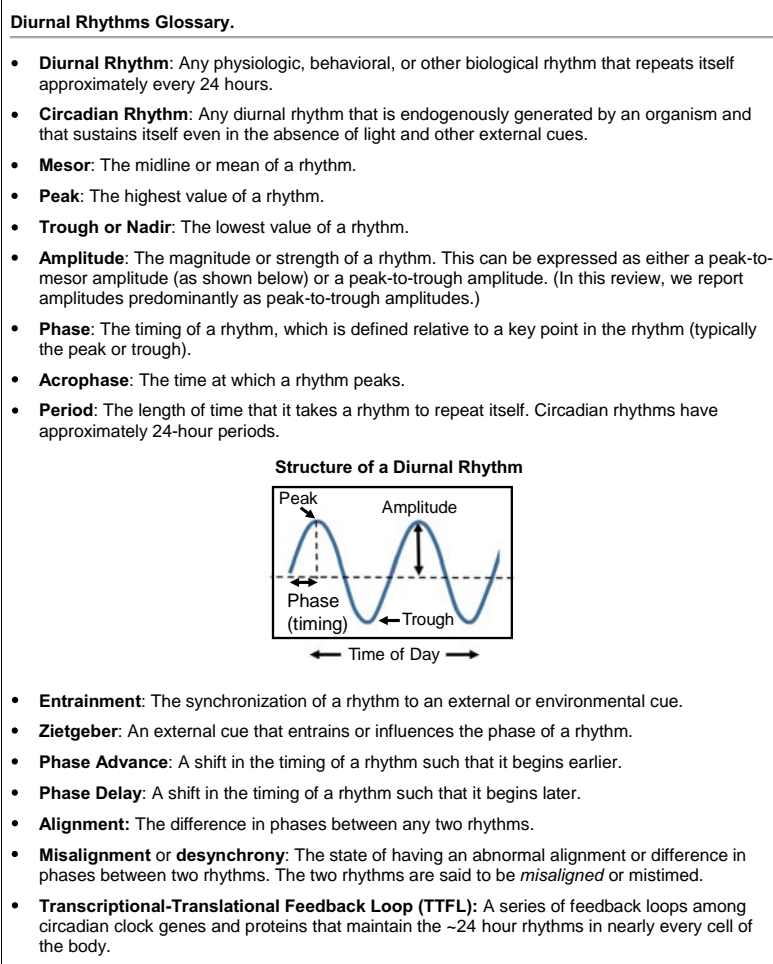 Diurnal Rhythms Glossary.
• Diurnal Rhythm: Any physiologic, behavioral, or other biological rhythm that repeats itself
approximately every 24 hours.
• Circadian Rhythm: Any diurnal rhythm that is endogenously generated by an organism and
that sustains itself even in the absence of light and other external cues.
• Mesor: The midline or mean of a rhythm.
• Peak: The highest value of a rhythm.
• Trough or Nadir: The lowest value of a rhythm.
• Amplitude: The magnitude or strength of a rhythm. This can be expressed as either a peak-to-
mesor amplitude (as shown below) or a peak-to-trough amplitude. (In this review, we report
amplitudes predominantly as peak-to-trough amplitudes.)
• Phase: The timing of a rhythm, which is defined relative to a key point in the rhythm (typically
the peak or trough).
• Acrophase: The time at which a rhythm peaks.
• Period: The length of time that it takes a rhythm to repeat itself. Circadian rhythms have
approximately 24-hour periods.
Structure of a Diurnal Rhythm
Peak
Amplitude
Phase
(timing)
Trough
Time of Day
• Entrainment: The synchronization of a rhythm to an external or environmental cue.
• Zietgeber: An external cue that entrains or influences the phase of a rhythm.
• Phase Advance: A shift in the timing of a rhythm such that it begins earlier.
• Phase Delay: A shift in the timing of a rhythm such that it begins later.
• Alignment: The difference in phases between any two rhythms.
• Misalignment or desynchrony: The state of having an abnormal alignment or difference in
phases between two rhythms. The two rhythms are said to be misaligned or mistimed.
• Transcriptional-Translational Feedback Loop (TTFL): A series of feedback loops among
circadian clock genes and proteins that maintain the ~24 hour rhythms in nearly every cell of
the body.